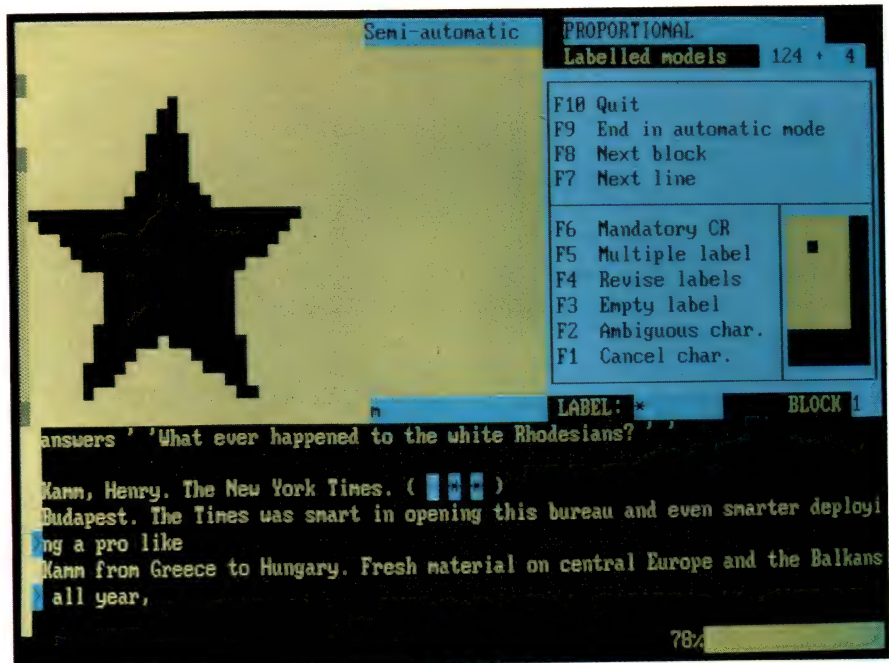 Semi-automatic
PROPORTIONAL
Labelled models 124 + 4
F10 Quit
F9 End in automatic mode
F8 Next block
F7 Next line
F6 Mandatory CR
F5 Multiple label
F4 Revise labels
F3 Empty label
F2 Ambiguous char.
F1 Cancel char.
m
LABEL: *
BLOCK 1
answers ' 'What ever happened to the white Rhodesians? ' '
Kamm, Henry. The New York Times. ( * * )
Budapest. The Times was smart in opening this bureau and even smarter deployi
>ng a pro like
Kamm from Greece to Hungary. Fresh material on central Europe and the Balkans
> all year,
78%